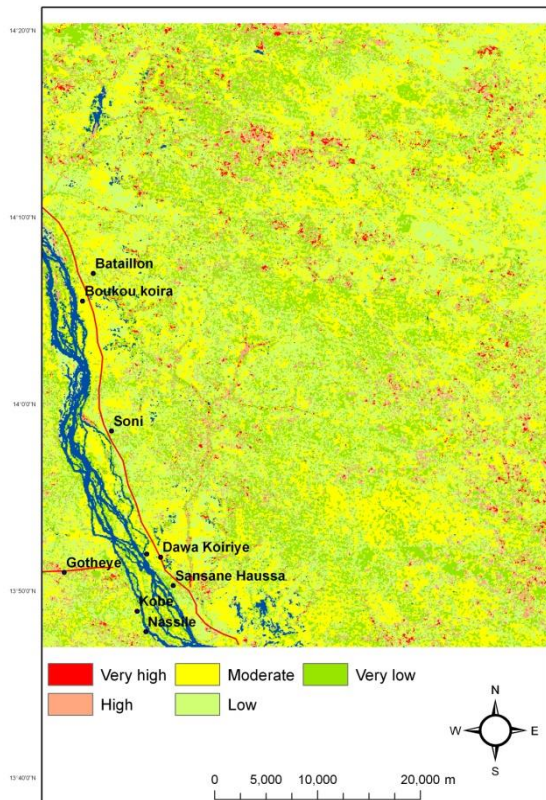 14°20'0"N
14°10'0"N
Bataillon
Boukou koira
14°0'0"N
Soni
Dawa Koiriye
Gotheye
Sansane Haussa
13°50'0"N
Kobe
Nassile
Very high Moderate Very low
High Low
N
W E
S
13°40'0"N
0 5,000 10,000 20,000 m